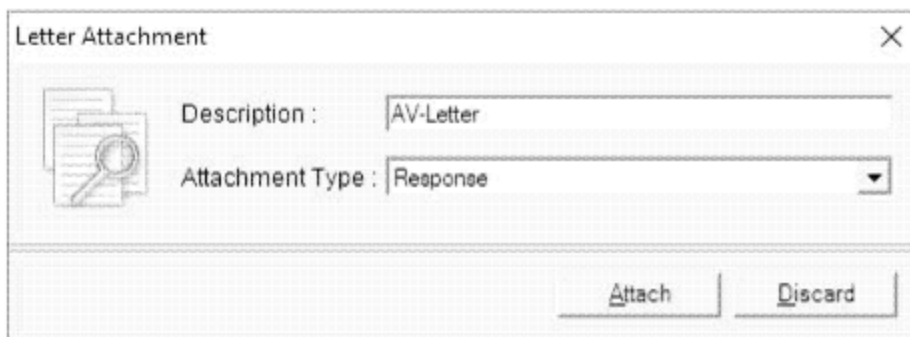 Letter Attachment
Description : AV-Letter
Attachment Type : Response
Attach Discard